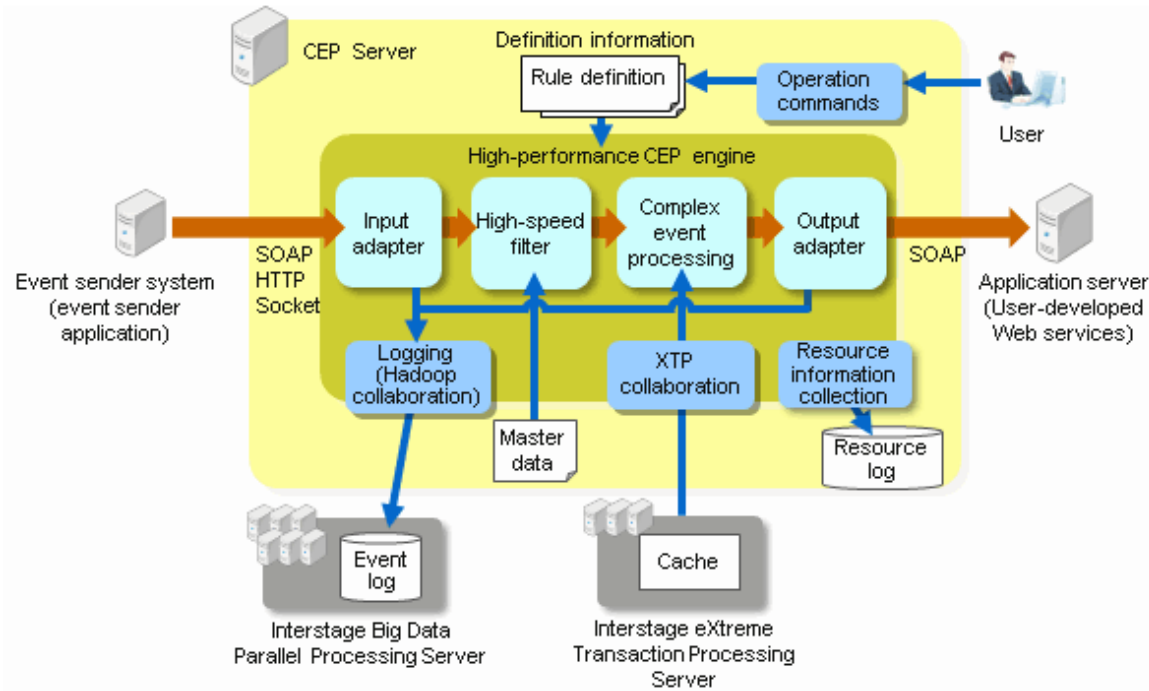 CEP Server
Definition information
Rule definition
Operation
commands
User
High-performance CEP engine
Input
adapter
High-speed
filter
Complex
event
processing
Output
adapter
SOAP
HTTP
Socket
SOAP
Event sender system
(event sender
application)
Application server
(User-developed
Web services)
Logging
(Hadoop
collaboration)
XTP
collaboration
Resource
information
collection
Master
data
Resource
log
Event
log
Cache
Interstage Big Data
Parallel Processing Server
Interstage eXtreme
Transaction Processing
Server